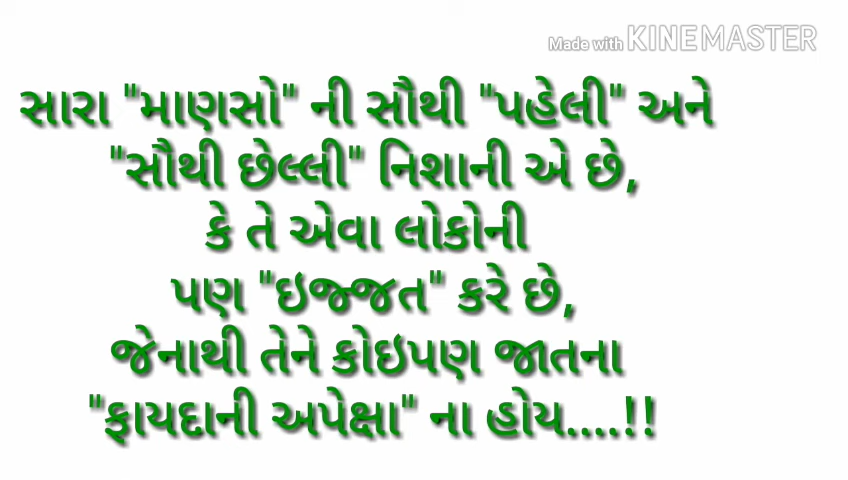 Made with KINEMASTER
સારા "માણસો" ની સૌથી "પહેલી" અને
"સૌથી છેલ્લી" નિશાની એ છે,
કે તે એવા લોકોની
પણ "ઇજ્જત" કરે છે,
જેનાથી તેને કોઇપણ જાતના
"ફાયદાની અપેક્ષા" ના હોય....!!